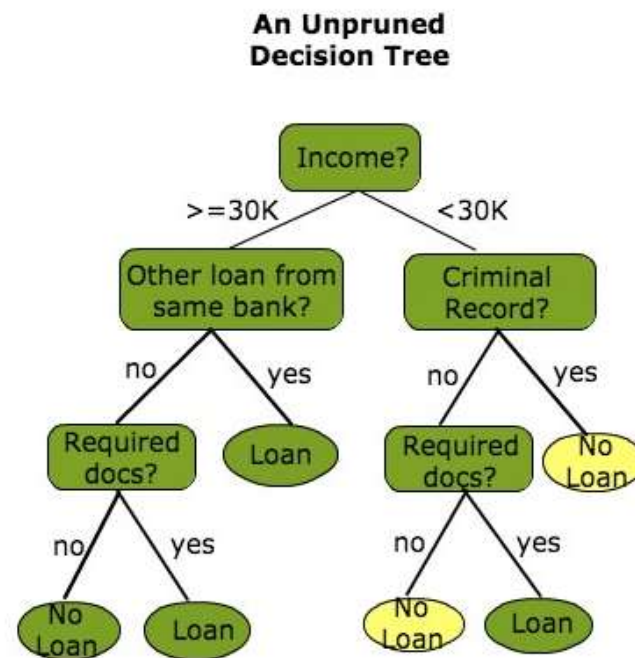 An Unpruned
Decision Tree
Income?
>=30K
<30K
Other loan from
same bank?
Criminal
Record?
no
yes
no
yes
Required
docs?
Loan
Required
docs?
No
Loan
no
yes
no
yes
No
Loan
Loan
No
Loan
Loan